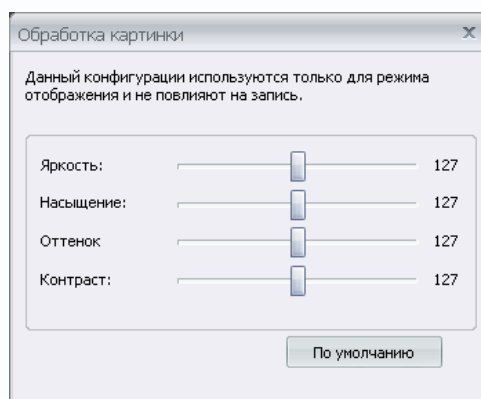 Обработка картинки
Данный конфигурации используются только для режима
отображения и не повлияют на запись.
Яркость: 127
Насыщение: 127
Оттенок 127
Контраст: 127
По умолчанию